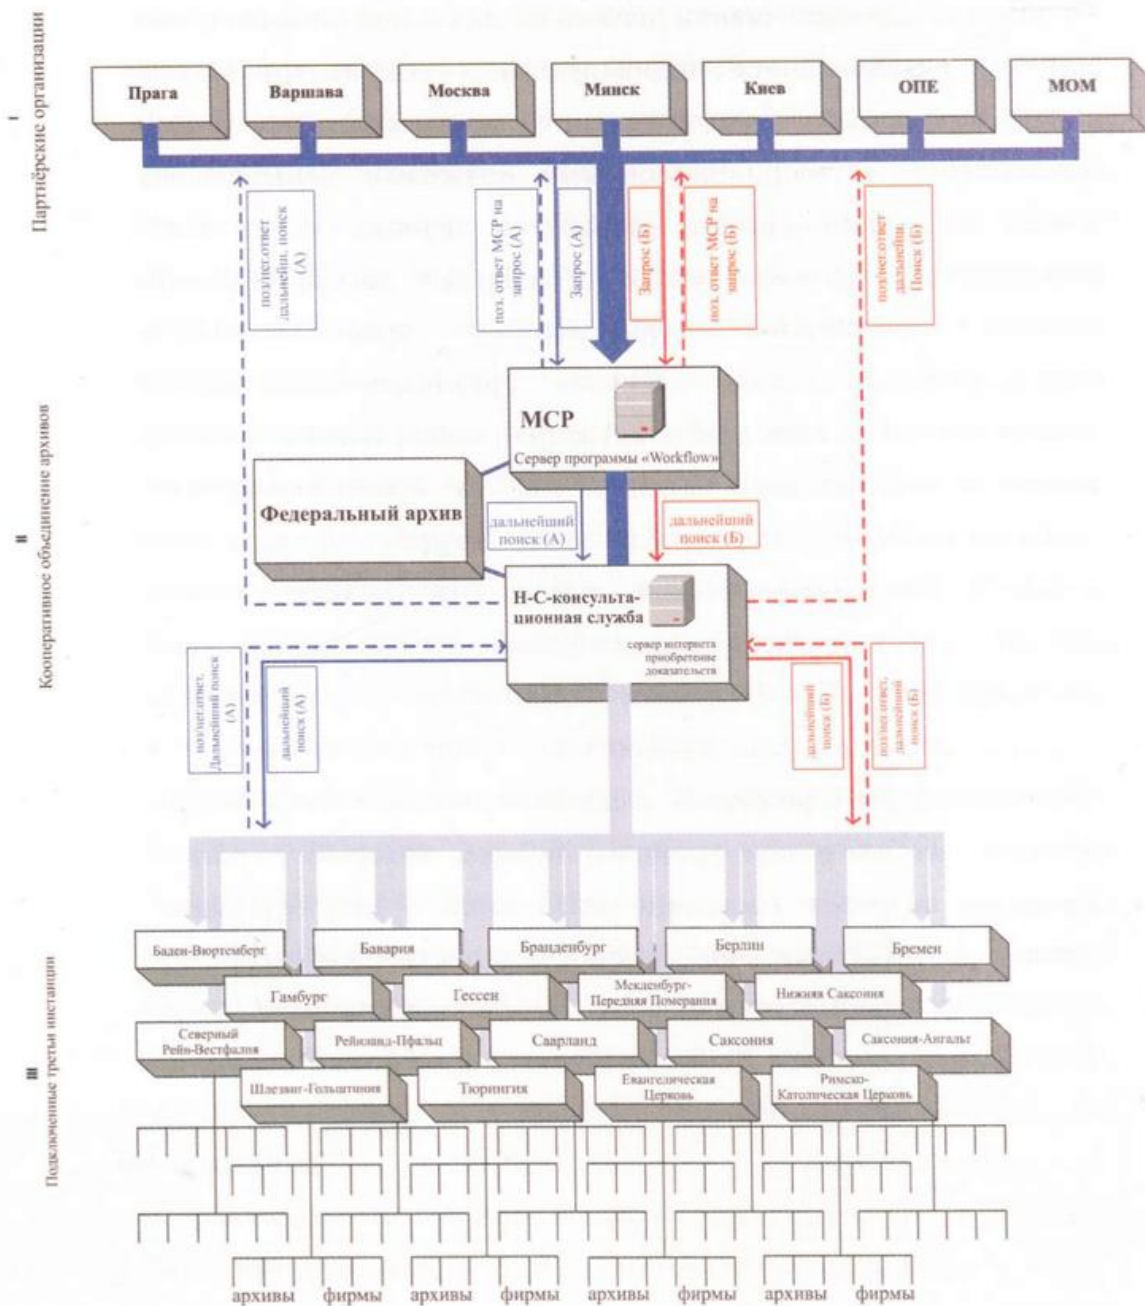 I
Партнёрские организации
Прага
Варшава
Москва
Минск
Киев
ОПЕ
МОМ
поз/нег.ответ
дальнейш. поиск
(А)
поз. ответ МСР на
запрос (А)
Запрос (А)
Запрос (Б)
поз. ответ МСР на
запрос (Б)
поз/нег.ответ
дальнейш.
Поиск (Б)
II
Кооперативное объединение архивов
МСР
Сервер программы «Workflow»
Федеральный архив
дальнейший
поиск (А)
дальнейший
поиск (Б)
Н-С-консульта-
ционная служба
сервер интернета
приобретение
доказательств
поз/нег.ответ,
Дальнейший поиск
(А)
дальнейший
поиск (А)
дальнейший
поиск (Б)
поз/нег.ответ,
дальнейший
поиск (Б)
III
Подключенные третьи инстанции
Баден-Вюртемберг
Бавария
Бранденбург
Берлин
Бремен
Гамбург
Гессен
Мекленбург-
Передняя Померания
Нижняя Саксония
Северный
Рейн-Вестфалия
Рейнланд-Пфальц
Саарланд
Саксония
Саксония-Ангальт
Шлезвиг-Гольштиния
Тюрингия
Евангелическая
Церковь
Римско-
Католическая Церковь
архивы
фирмы
архивы
фирмы
архивы
фирмы
архивы
фирмы